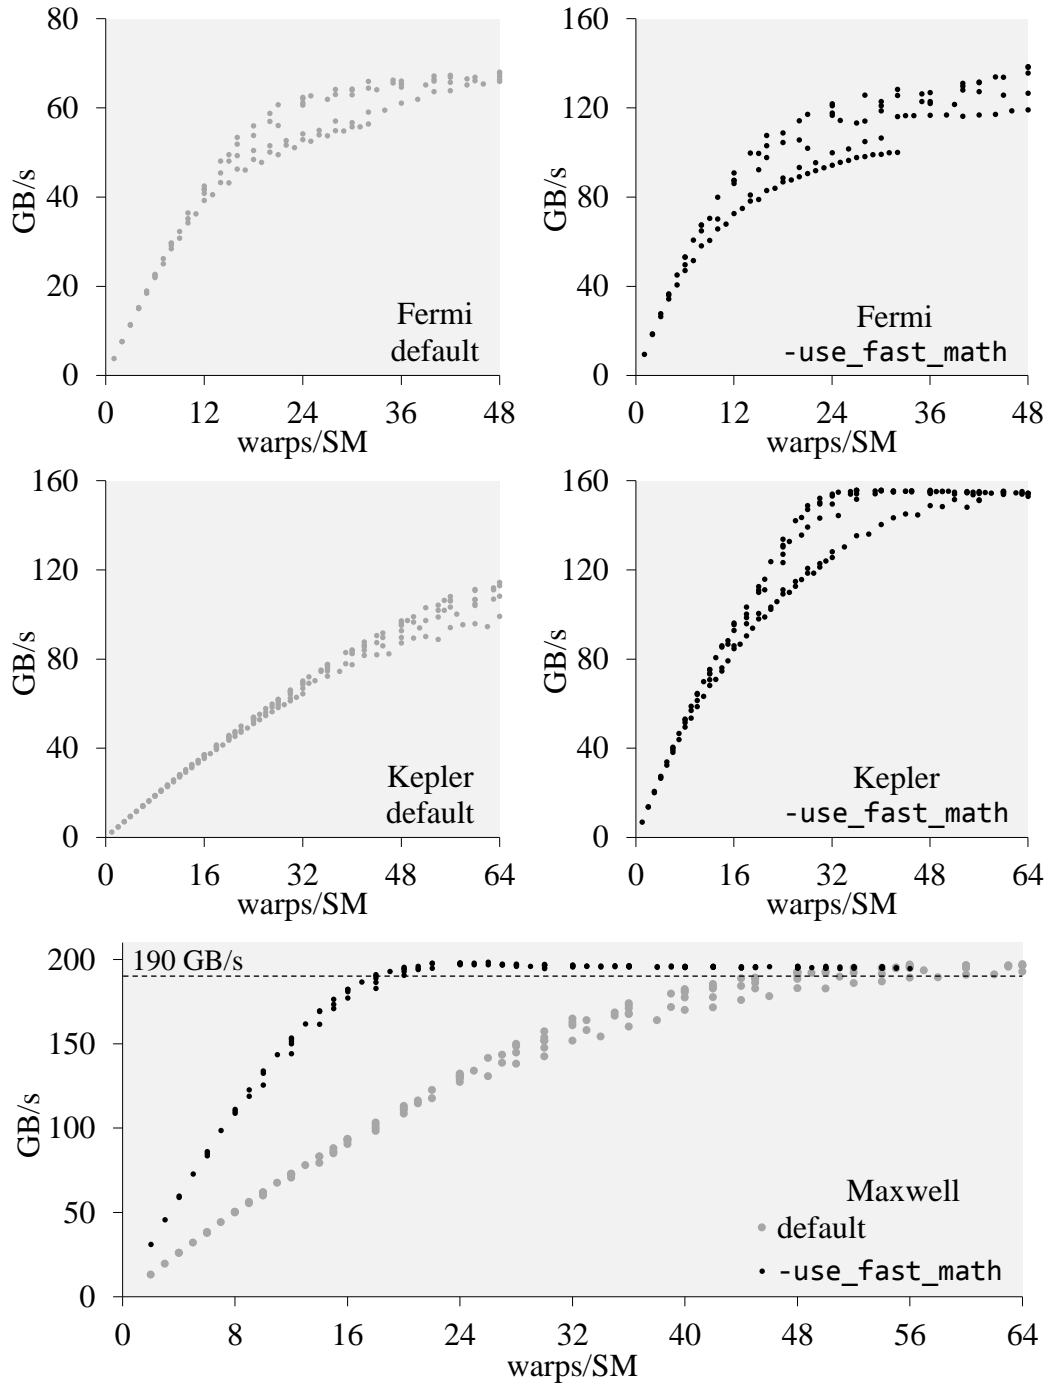 80
60
40
20
0
GB/s
Fermi
default
0 12 24 36 48
warps/SM
160
120
80
40
0
GB/s
Fermi
-use_fast_math
0 12 24 36 48
warps/SM
160
120
80
40
0
GB/s
Kepler
default
0 16 32 48 64
warps/SM
160
120
80
40
0
GB/s
Kepler
-use_fast_math
0 16 32 48 64
warps/SM
200
190 GB/s
150
100
50
0
GB/s
Maxwell
default
-use_fast_math
0 8 16 24 32 40 48 56 64
warps/SM